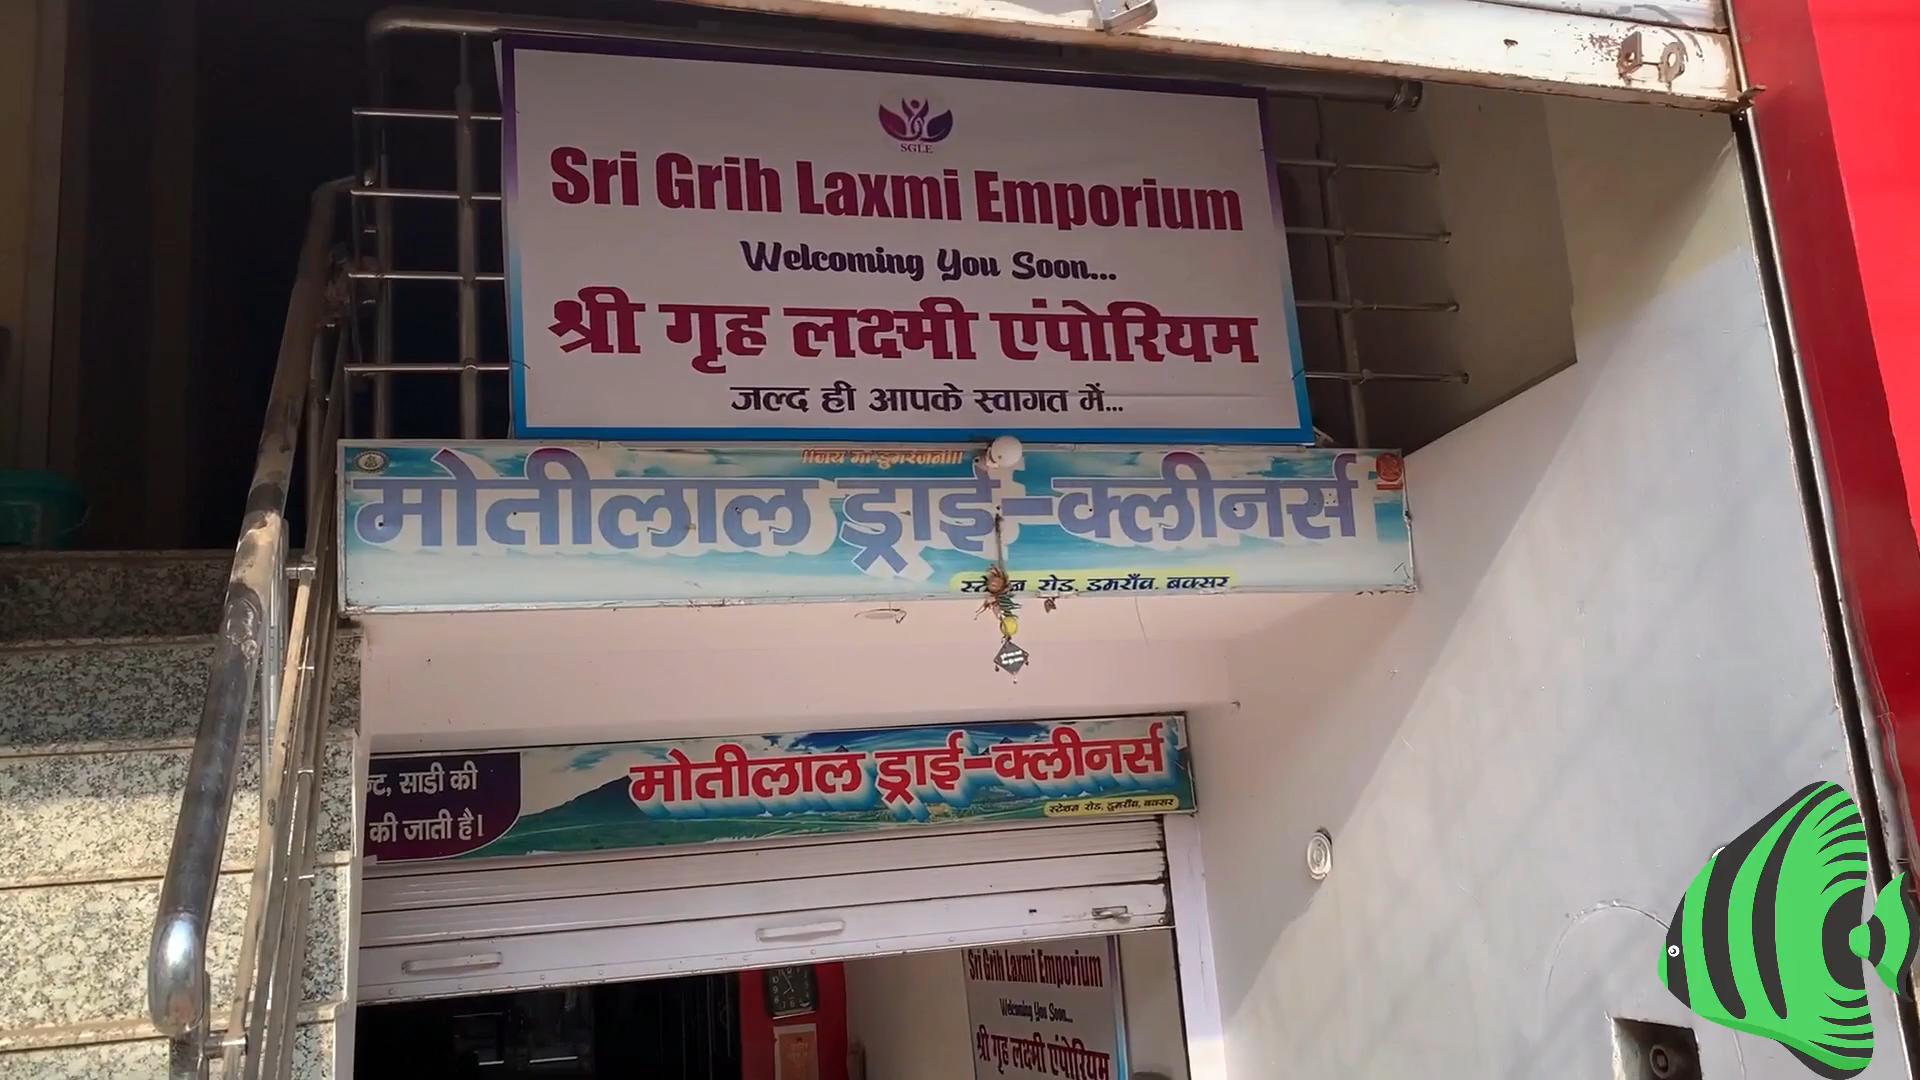 SGLE
Sri Grih Laxmi Emporium
Welcoming You Soon...
श्री गृह लक्ष्मी एंपोरियम
जल्द ही आपके स्वागत में...
मोतीलाल ड्राई-क्लीनर्स
रोड, डुमराँव, बक्सर
मोतीलाल ड्राई-क्लीनर्स
स्टेशन रोड, डुमराँव, बक्सर
साडी की
की जाती है।
Sri Grih Laxmi Emporium
Welcoming You Soon...
श्री गृह लक्ष्मी एंपोरियम